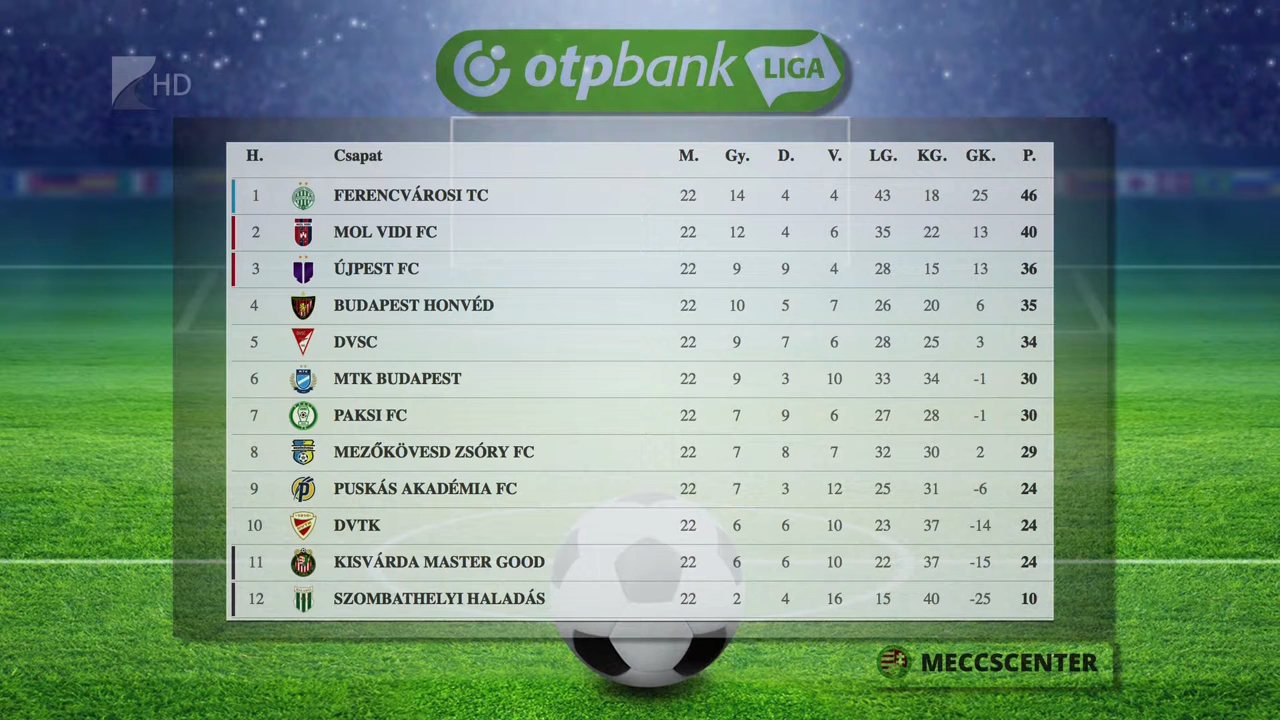 otpbank LIGA
HD
H. Csapat M. Gy. D. V. LG. KG. GK. P.
1 FERENCVÁROSI TC 22 14 4 4 43 18 25 46
2 MOL VIDI FC 22 12 4 6 35 22 13 40
3 ÚJPEST FC 22 9 9 4 28 15 13 36
4 BUDAPEST HONVÉD 22 10 5 7 26 20 6 35
5 DVSC 22 9 7 6 28 25 3 34
6 MTK BUDAPEST 22 9 3 10 33 34 -1 30
7 PAKSI FC 22 7 9 6 27 28 -1 30
8 MEZŐKÖVESD ZSÓRY FC 22 7 8 7 32 30 2 29
9 PUSKÁS AKADÉMIA FC 22 7 3 12 25 31 -6 24
10 DVTK 22 6 6 10 23 37 -14 24
11 KISVÁRDA MASTER GOOD 22 6 6 10 22 37 -15 24
12 SZOMBATHELYI HALADÁS 22 2 4 16 15 40 -25 10
MECCSCENTER